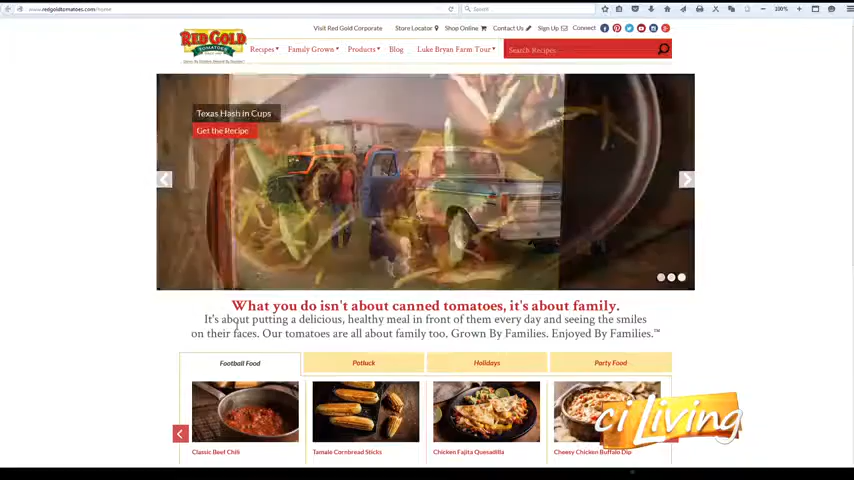 www.redgoldtomatoes.com/home
Search
100%
Visit Red Gold Corporate Store Locator Shop Online Contact Us Sign Up Connect
RED GOLD
TOMATOES
Recipes Family Grown Products Blog Luke Bryan Farm Tour Search Recipes
Texas Hash in Cups
Get the Recipe
What you do isn't about canned tomatoes, it's about family.
It's about putting a delicious, healthy meal in front of them every day and seeing the smiles
on their faces. Our tomatoes are all about family too. Grown By Families. Enjoyed By Families.™
Football Food Potluck Holidays Party Food
Classic Beef Chili Tamale Cornbread Sticks Chicken Fajita Quesadilla Cheesy Chicken Buffalo Dip
ciLiving